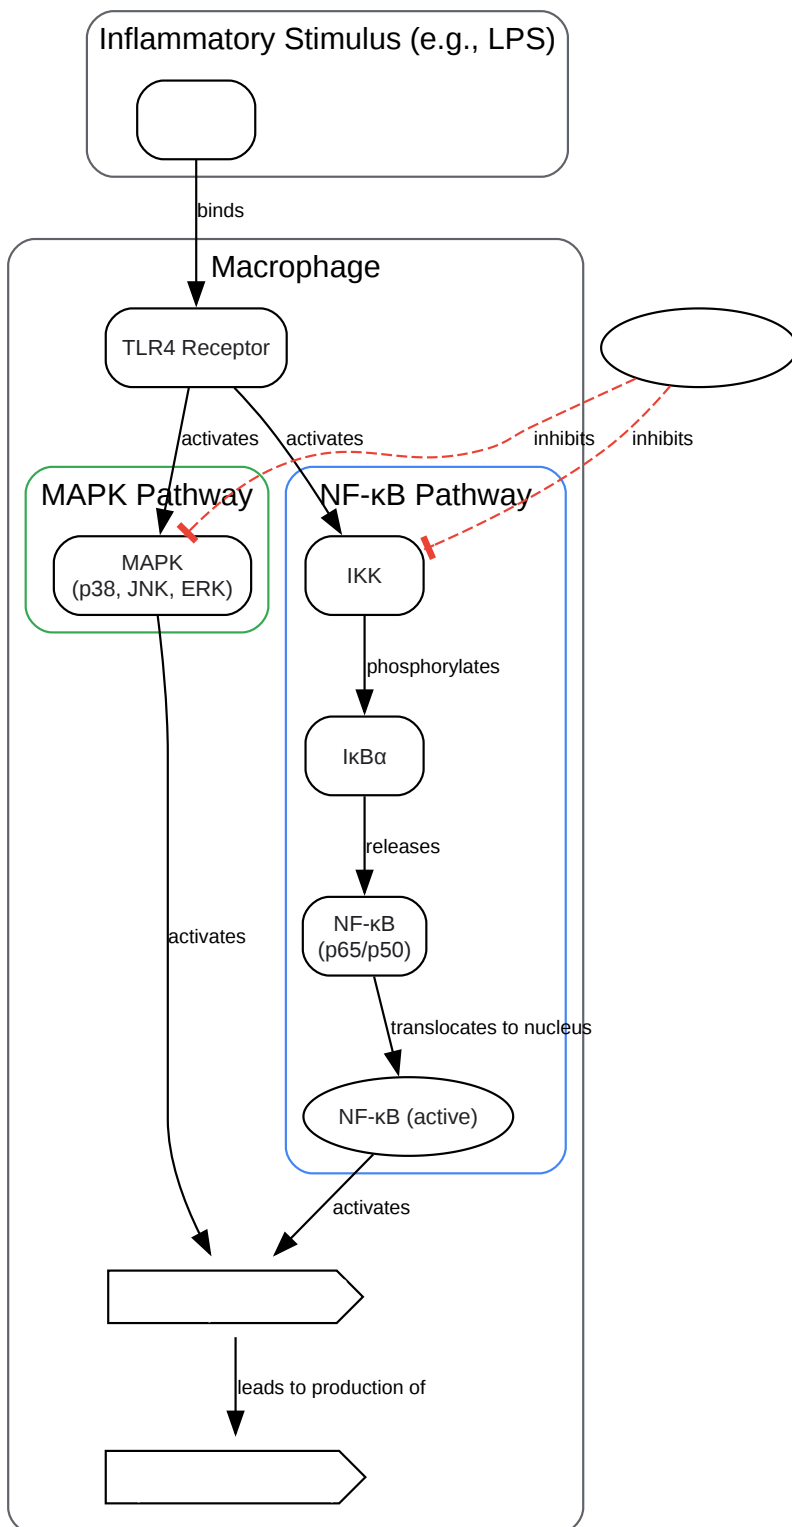 Inflammatory Stimulus (e.g., LPS)
binds
Macrophage
TLR4 Receptor
activates
activates
inhibits
inhibits
MAPK Pathway
NF-κB Pathway
MAPK
(p38, JNK, ERK)
IKK
phosphorylates
IκBα
releases
NF-κB
(p65/p50)
activates
translocates to nucleus
NF-κB (active)
activates
leads to production of